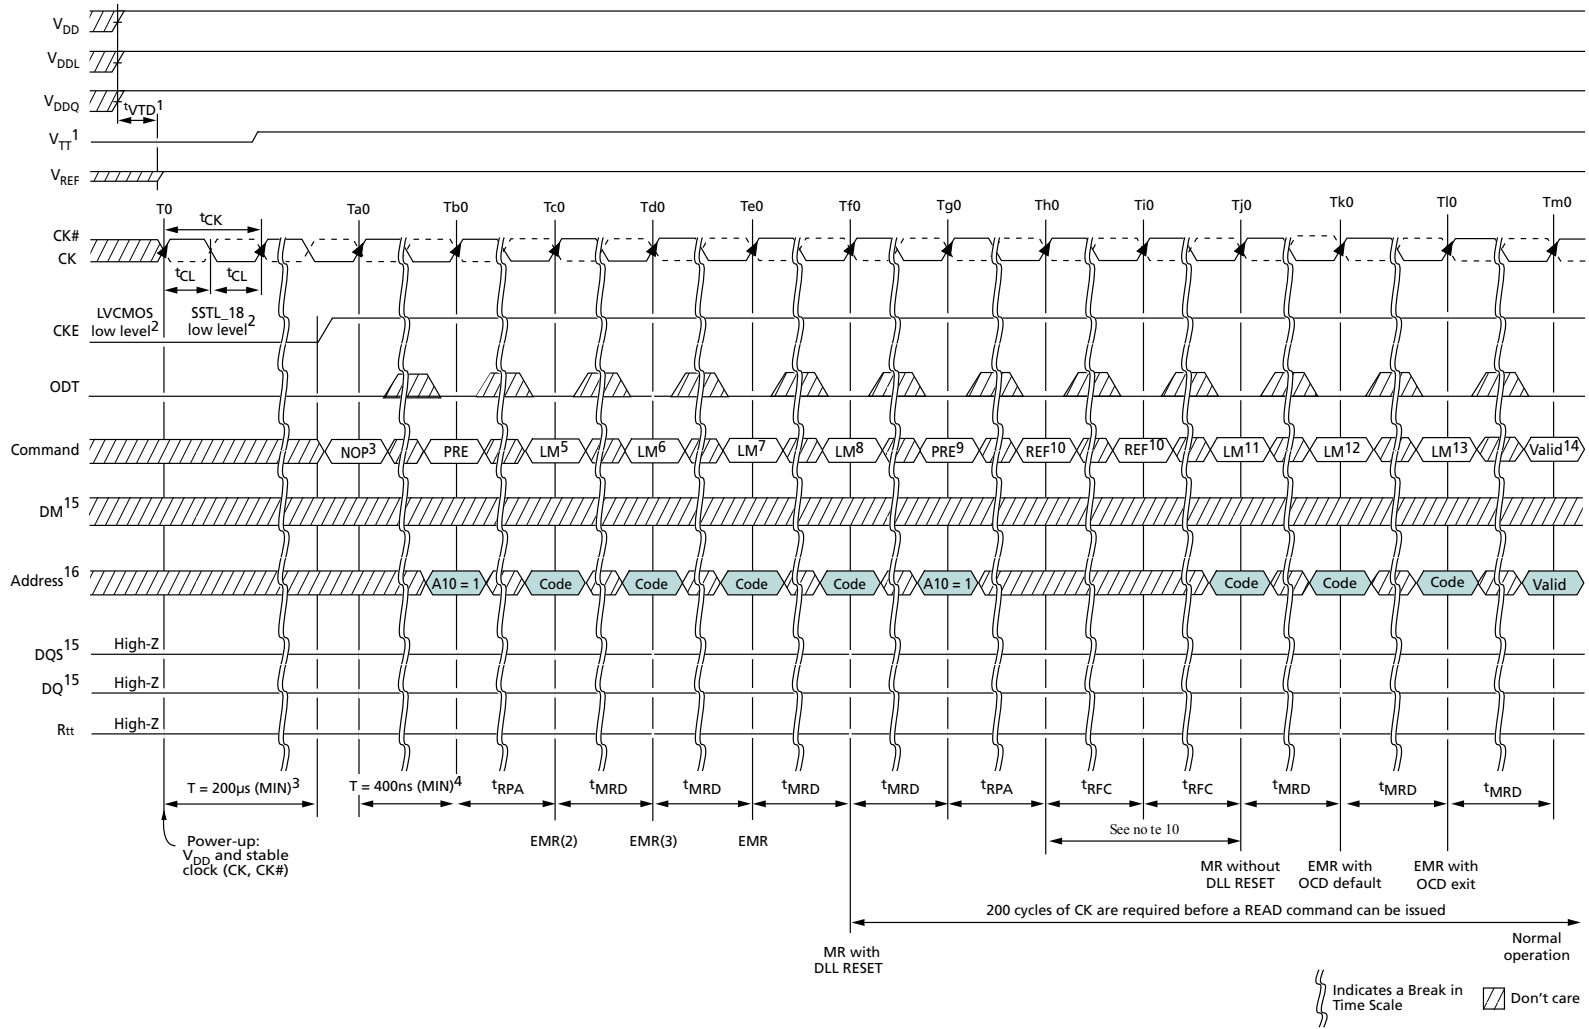 VDD
VDDL
VDDQ
tVTD1
VTT1
VREF
T0 tCK Ta0 Tb0 Tc0 Td0 Te0 Tf0 Tg0 Th0 Ti0 Tj0 Tk0 Tl0 Tm0
CK#
CK
tCL tCL
LVCMOS
low level2
SSTL_18
low level2
CKE
ODT
Command NOP3 PRE LM5 LM6 LM7 LM8 PRE9 REF10 REF10 LM11 LM12 LM13 Valid14
DM15
Address16 A10 = 1 Code Code Code Code A10 = 1 Code Code Code Valid
DQS15 High-Z
DQ15 High-Z
Rtt High-Z
T = 200µs (MIN)3 T = 400ns (MIN)4 tRPA tMRD tMRD tMRD tMRD tRPA tRFC tRFC tMRD tMRD tMRD
Power-up:
VDD and stable
clock (CK, CK#)
EMR(2) EMR(3) EMR
See no te 10
MR without
DLL RESET
EMR with
OCD default
EMR with
OCD exit
200 cycles of CK are required before a READ command can be issued
MR with
DLL RESET
Normal
operation
Indicates a Break in
Time Scale
Don't care